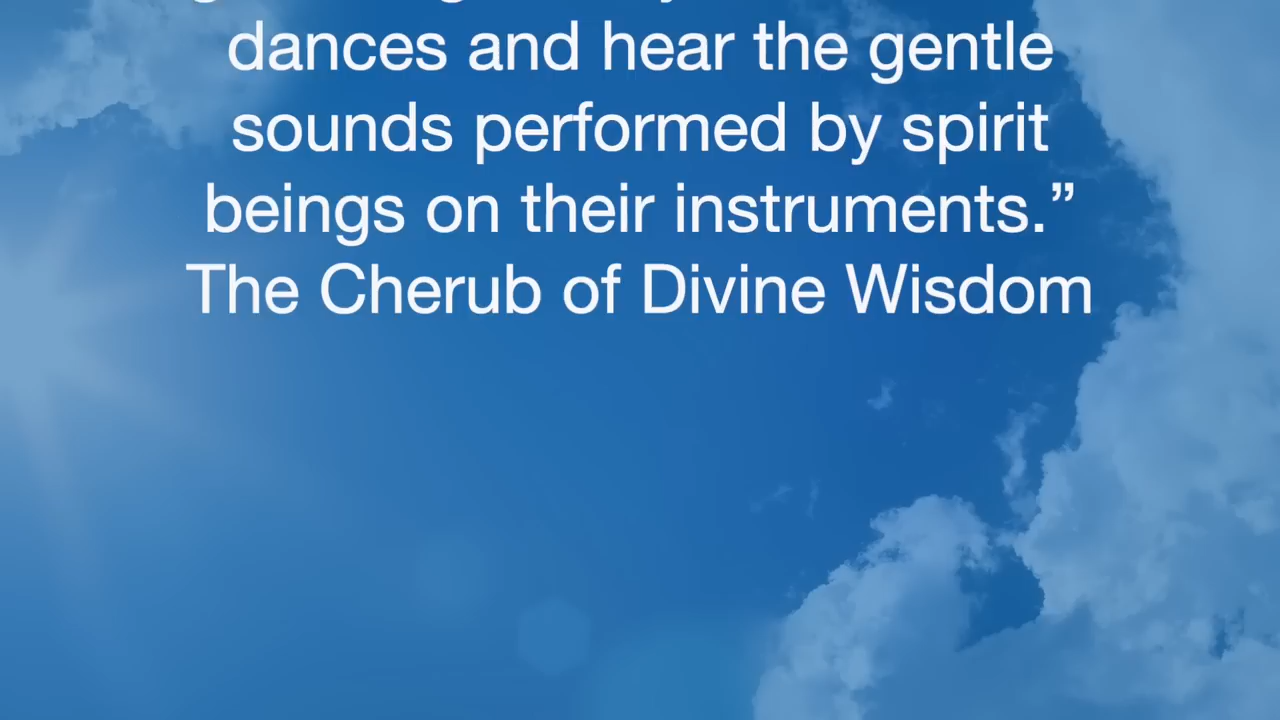 dances and hear the gentle
sounds performed by spirit
beings on their instruments.”
The Cherub of Divine Wisdom